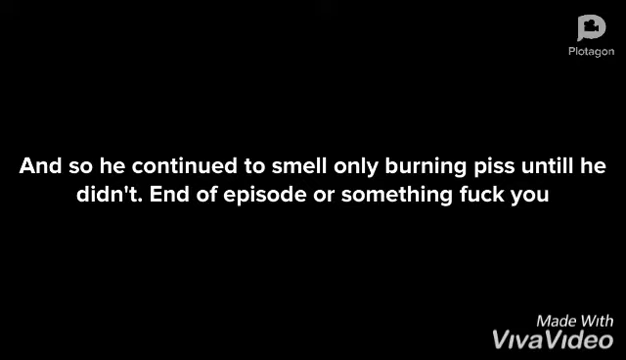 Plotagon
And so he continued to smell only burning piss untill he
didn't. End of episode or something fuck you
Made With
VivaVideo